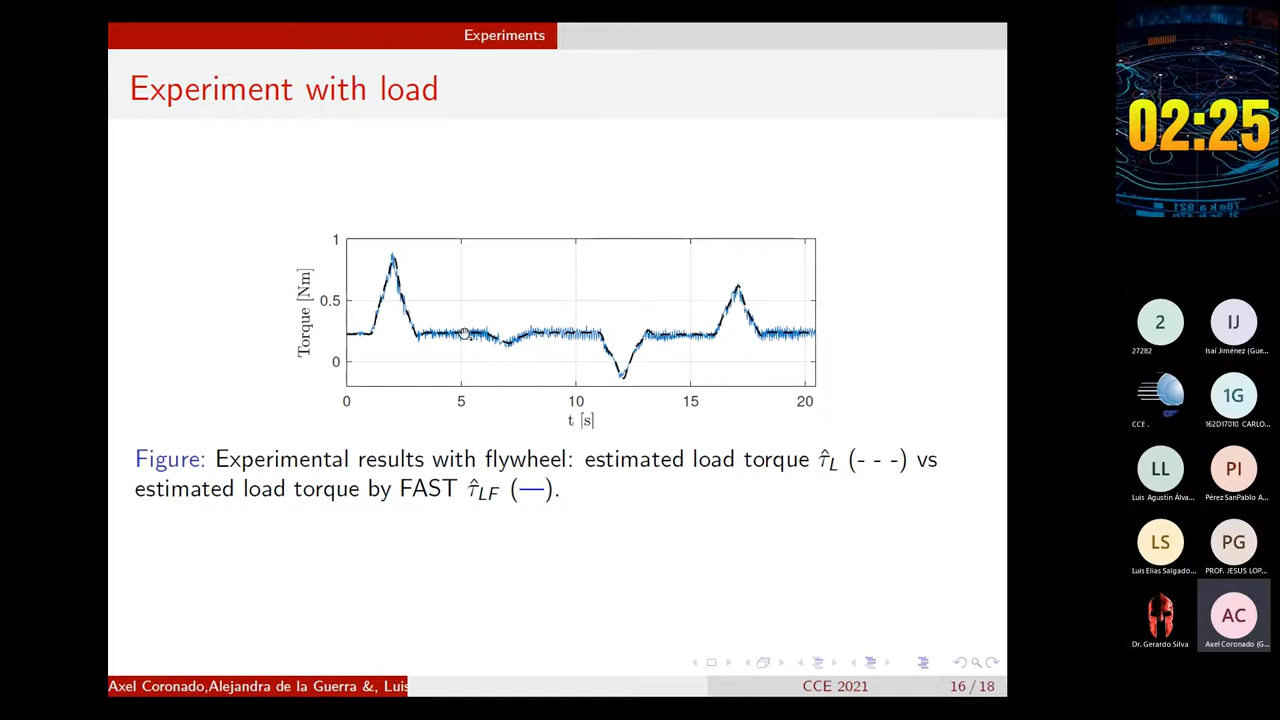 Experiments
Experiment with load
02:25
1
0.5
0
Torque [Nm]
0
5
10
15
20
t [s]
Figure: Experimental results with flywheel: estimated load torque τ̂_L (- - -) vs
estimated load torque by FAST τ̂_LF (—).
2
27282
IJ
Isaí Jiménez (Gue...
CCE .
1G
162D17010 CARLO...
LL
Luis Agustín Álva...
PI
Pérez SanPablo A...
LS
Luis Elias Salgado...
PG
PROF. JESUS LOP...
Dr. Gerardo Silva
AC
Axel Coronado (G...
Axel Coronado,Alejandra de la Guerra &, Luis
CCE 2021
16 / 18